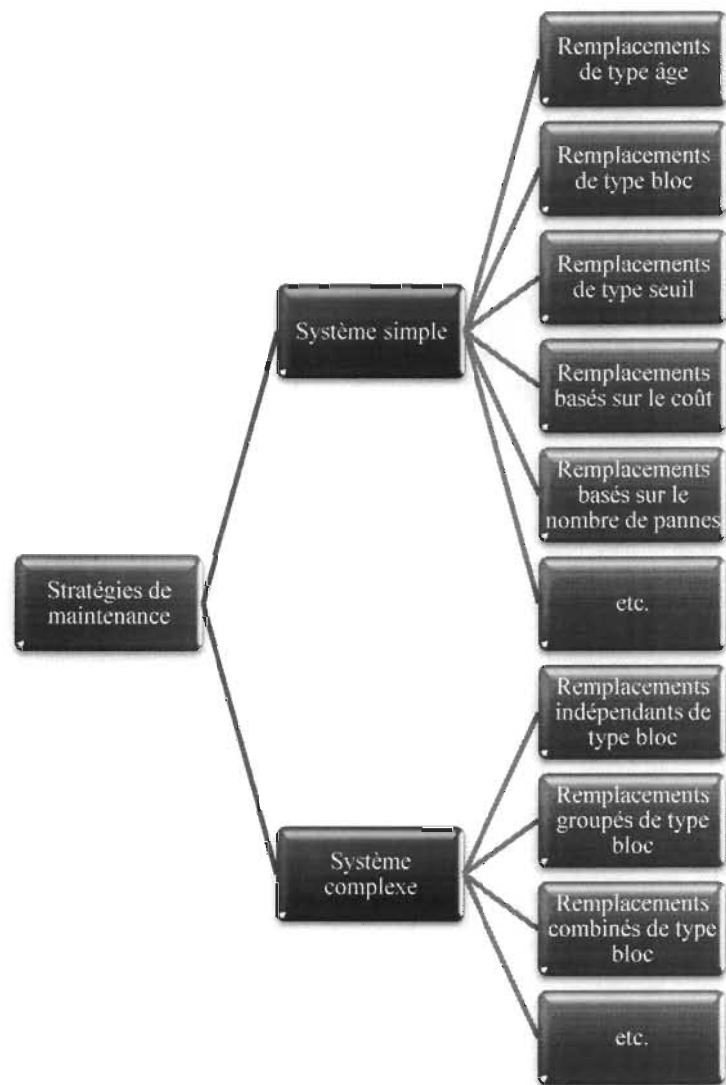 Remplacements
de type âge
Remplacements
de type bloc
Remplacements
de type seuil
Système simple
Remplacements
basés sur le coût
Remplacements
basés sur le
nombre de pannes
Stratégies de
maintenance
etc.
Remplacements
indépendants de
type bloc
Remplacements
groupés de type
bloc
Système
complexe
Remplacements
combinés de type
bloc
etc.